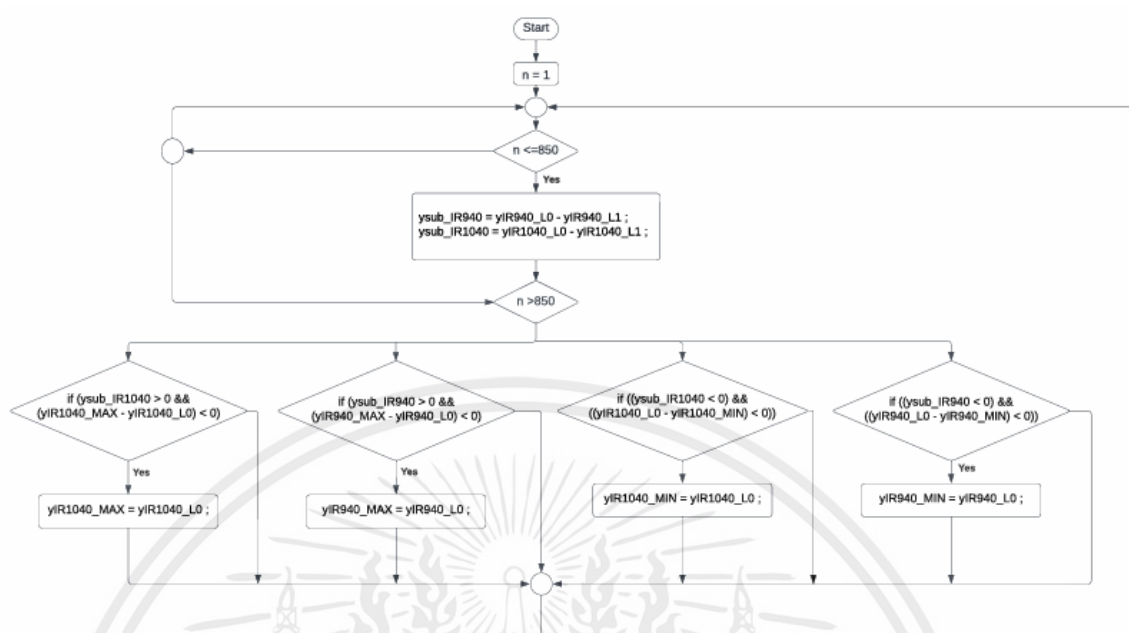 Start
n = 1
n <=850
Yes
ysub_IR940 = yIR940_L0 - yIR940_L1 ;
ysub_IR1040 = yIR1040_L0 - yIR1040_L1 ;
n >850
if (ysub_IR1040 > 0 &&
(yIR1040_MAX - yIR1040_L0) < 0)
if (ysub_IR940 > 0 &&
(yIR940_MAX - yIR940_L0) < 0)
if ((ysub_IR1040 < 0) &&
((yIR1040_L0 - yIR1040_MIN) < 0))
if ((ysub_IR940 < 0) &&
((yIR940_L0 - yIR940_MIN) < 0))
Yes
Yes
Yes
yIR1040_MAX = yIR1040_L0 ;
yIR940_MAX = yIR940_L0 ;
yIR1040_MIN = yIR1040_L0 ;
yIR940_MIN = yIR940_L0 ;